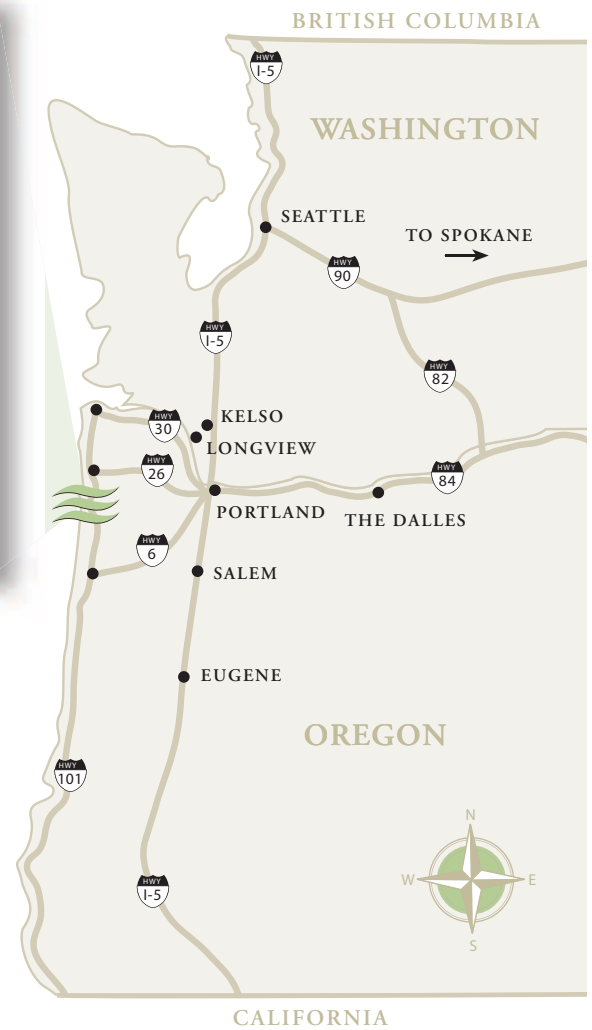 BRITISH COLUMBIA
HWY
I-5
WASHINGTON
SEATTLE
TO SPOKANE
HWY
90
HWY
I-5
HWY
82
KELSO
HWY
30
LONGVIEW
HWY
26
HWY
84
PORTLAND
THE DALLES
HWY
6
SALEM
EUGENE
OREGON
HWY
101
N
W
E
S
HWY
I-5
CALIFORNIA